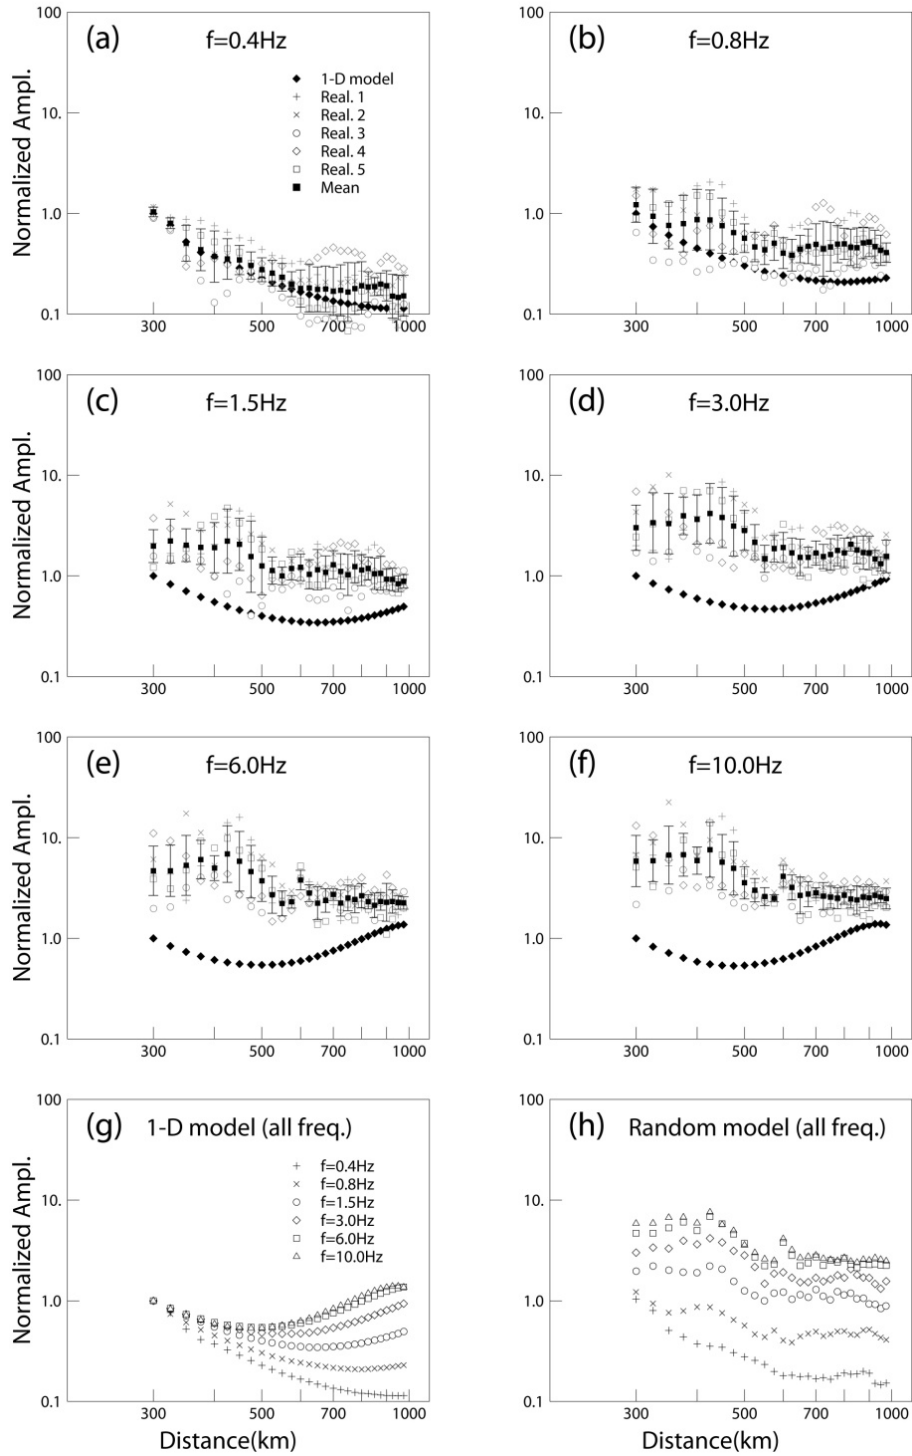 100
(a)
f=0.4Hz
1-D model
Real. 1
Real. 2
Real. 3
Real. 4
Real. 5
Mean
10.
1.0
0.1
Normalized Ampl.
300
500
700
1000
100
(b)
f=0.8Hz
10.
1.0
0.1
300
500
700
1000
100
(c)
f=1.5Hz
10.
1.0
0.1
Normalized Ampl.
300
500
700
1000
100
(d)
f=3.0Hz
10.
1.0
0.1
300
500
700
1000
100
(e)
f=6.0Hz
10.
1.0
0.1
Normalized Ampl.
300
500
700
1000
100
(f)
f=10.0Hz
10.
1.0
0.1
300
500
700
1000
100
(g) 1-D model (all freq.)
f=0.4Hz
f=0.8Hz
f=1.5Hz
f=3.0Hz
f=6.0Hz
f=10.0Hz
10.
1.0
0.1
Normalized Ampl.
300
500
700
1000
Distance(km)
100
(h) Random model (all freq.)
10.
1.0
0.1
300
500
700
1000
Distance(km)